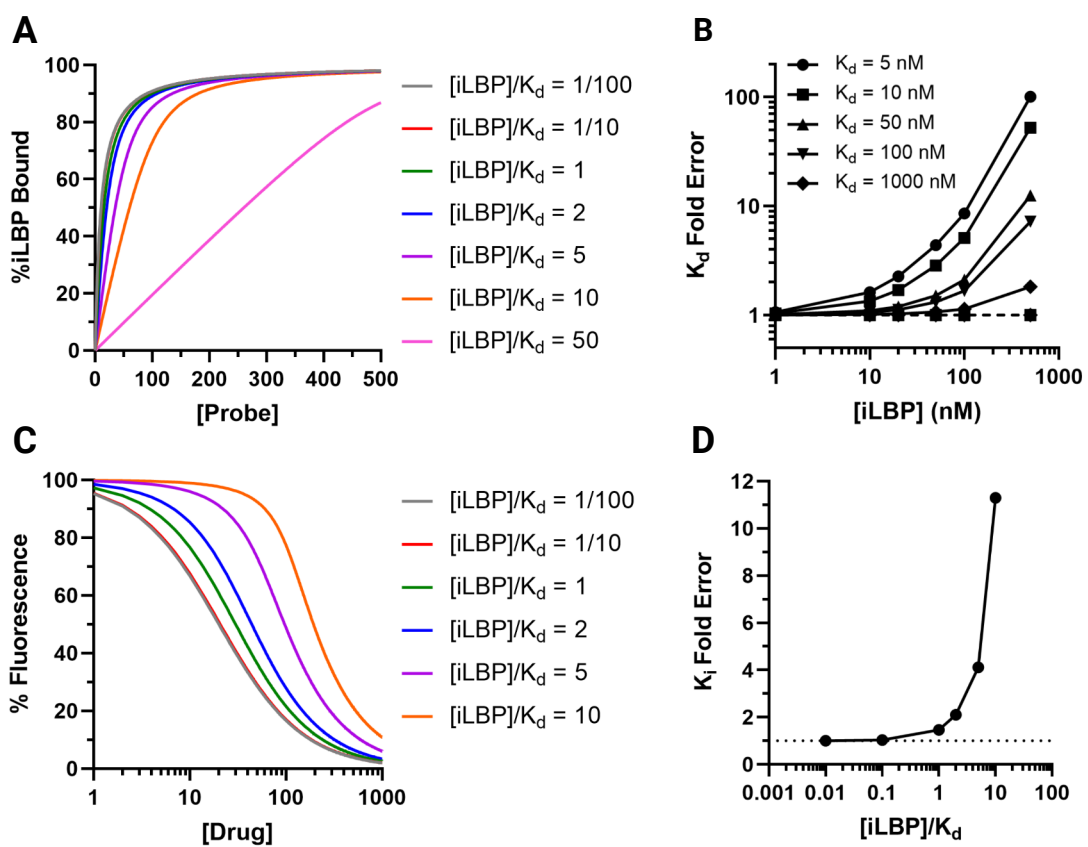 A
100
80
60
40
20
0
%iLBP Bound
0 100 200 300 400 500
[Probe]
[iLBP]/Kd = 1/100
[iLBP]/Kd = 1/10
[iLBP]/Kd = 1
[iLBP]/Kd = 2
[iLBP]/Kd = 5
[iLBP]/Kd = 10
[iLBP]/Kd = 50
B
Kd = 5 nM
Kd = 10 nM
Kd = 50 nM
Kd = 100 nM
Kd = 1000 nM
100
10
1
Kd Fold Error
1 10 100 1000
[iLBP] (nM)
C
100
80
60
40
20
0
% Fluorescence
1 10 100 1000
[Drug]
[iLBP]/Kd = 1/100
[iLBP]/Kd = 1/10
[iLBP]/Kd = 1
[iLBP]/Kd = 2
[iLBP]/Kd = 5
[iLBP]/Kd = 10
D
12
10
8
6
4
2
0
Ki Fold Error
0.001 0.01 0.1 1 10 100
[iLBP]/Kd